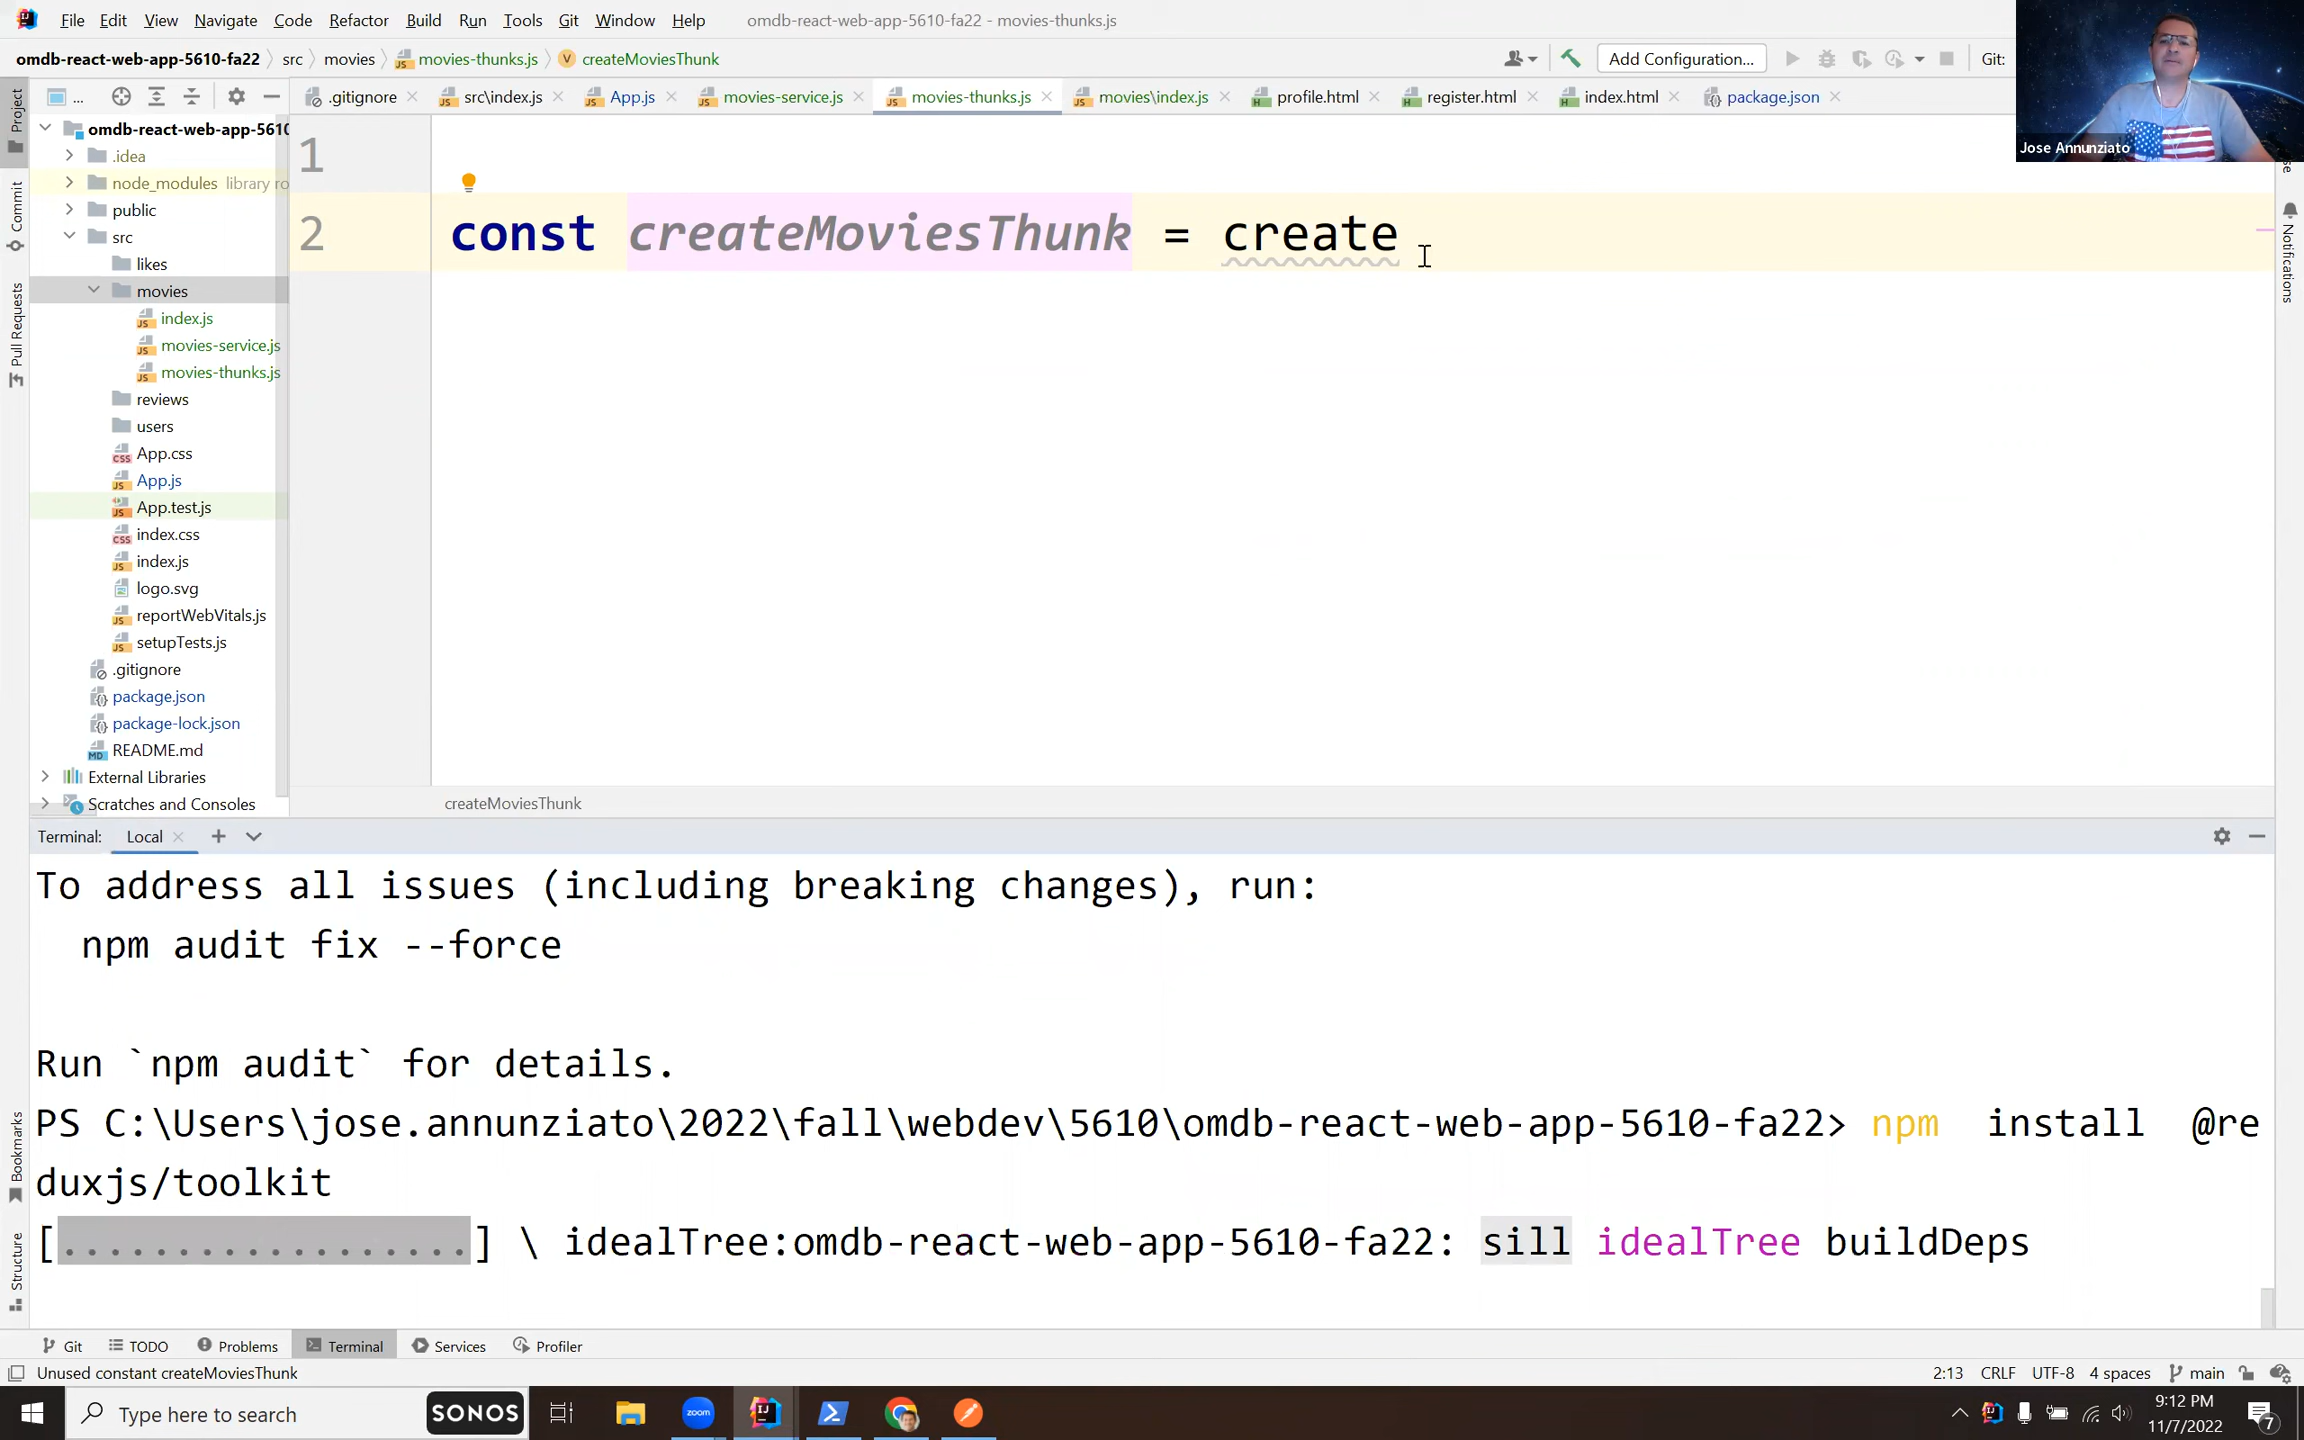 File Edit View Navigate Code Refactor Build Run Tools Git Window Help omdb-react-web-app-5610-fa22 - movies-thunks.js
omdb-react-web-app-5610-fa22 src movies movies-thunks.js createMoviesThunk Add Configuration... Git:
... .gitignore src\index.js App.js movies-service.js movies-thunks.js movies\index.js profile.html register.html index.html package.json
Jose Annunziato
Project
Commit
Pull Requests
Bookmarks
Structure
Notifications
omdb-react-web-app-5610
.idea
node_modules library ro
public
src
likes
movies
index.js
movies-service.js
movies-thunks.js
reviews
users
App.css
App.js
App.test.js
index.css
index.js
logo.svg
reportWebVitals.js
setupTests.js
.gitignore
package.json
package-lock.json
README.md
External Libraries
Scratches and Consoles
1
2 const createMoviesThunk = create
createMoviesThunk
Terminal: Local
To address all issues (including breaking changes), run:
npm audit fix --force
Run `npm audit` for details.
PS C:\Users\jose.annunziato\2022\fall\webdev\5610\omdb-react-web-app-5610-fa22> npm install @re
duxjs/toolkit
[..................] \ idealTree:omdb-react-web-app-5610-fa22: sill idealTree buildDeps
Git TODO Problems Terminal Services Profiler
Unused constant createMoviesThunk 2:13 CRLF UTF-8 4 spaces main
Type here to search SONOS zoom 9:12 PM
11/7/2022 7